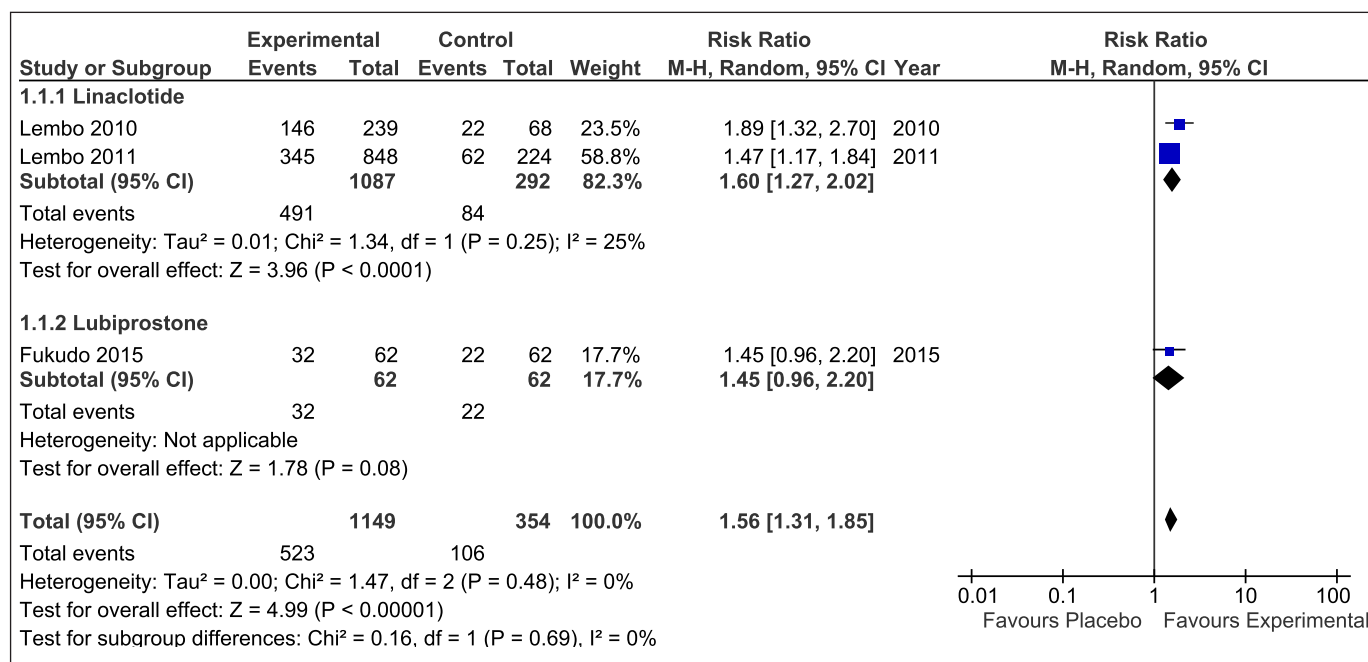 Experimental Control Risk Ratio Risk Ratio
Study or Subgroup Events Total Events Total Weight M-H, Random, 95% CI Year M-H, Random, 95% CI
1.1.1 Linaclotide
Lembo 2010 146 239 22 68 23.5% 1.89 [1.32, 2.70] 2010
Lembo 2011 345 848 62 224 58.8% 1.47 [1.17, 1.84] 2011
Subtotal (95% CI) 1087 292 82.3% 1.60 [1.27, 2.02]
Total events 491 84
Heterogeneity: Tau² = 0.01; Chi² = 1.34, df = 1 (P = 0.25); I² = 25%
Test for overall effect: Z = 3.96 (P < 0.0001)
1.1.2 Lubiprostone
Fukudo 2015 32 62 22 62 17.7% 1.45 [0.96, 2.20] 2015
Subtotal (95% CI) 62 62 17.7% 1.45 [0.96, 2.20]
Total events 32 22
Heterogeneity: Not applicable
Test for overall effect: Z = 1.78 (P = 0.08)
Total (95% CI) 1149 354 100.0% 1.56 [1.31, 1.85]
Total events 523 106
Heterogeneity: Tau² = 0.00; Chi² = 1.47, df = 2 (P = 0.48); I² = 0%
Test for overall effect: Z = 4.99 (P < 0.00001)
Test for subgroup differences: Chi² = 0.16, df = 1 (P = 0.69), I² = 0%
0.01 0.1 1 10 100
Favours Placebo Favours Experimental